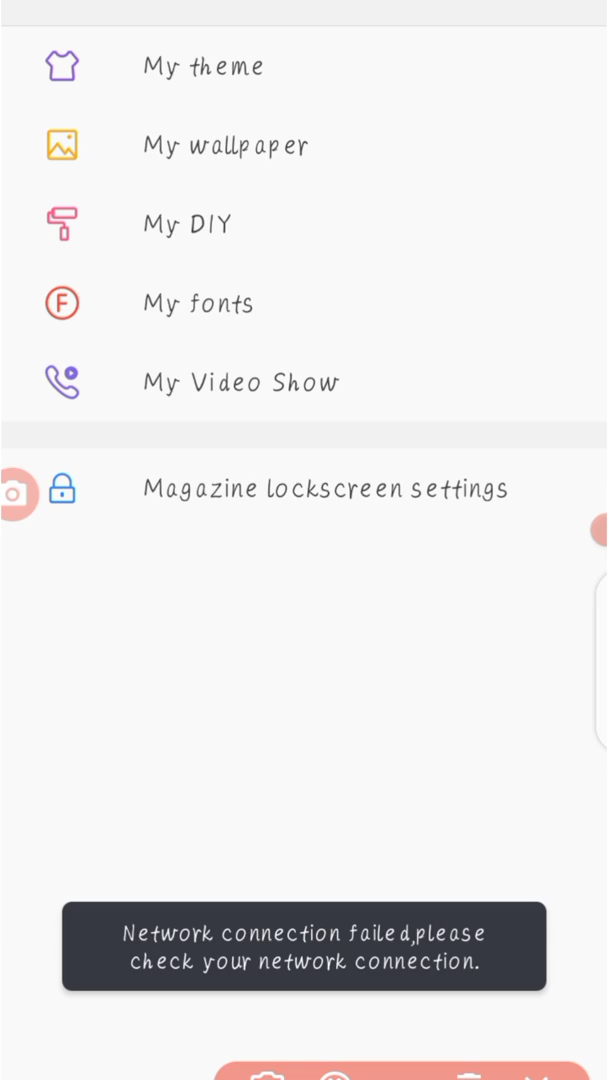 My theme
My wallpaper
My DIY
F
My fonts
My Video Show
Magazine lockscreen settings
Network connection failed,please
check your network connection.